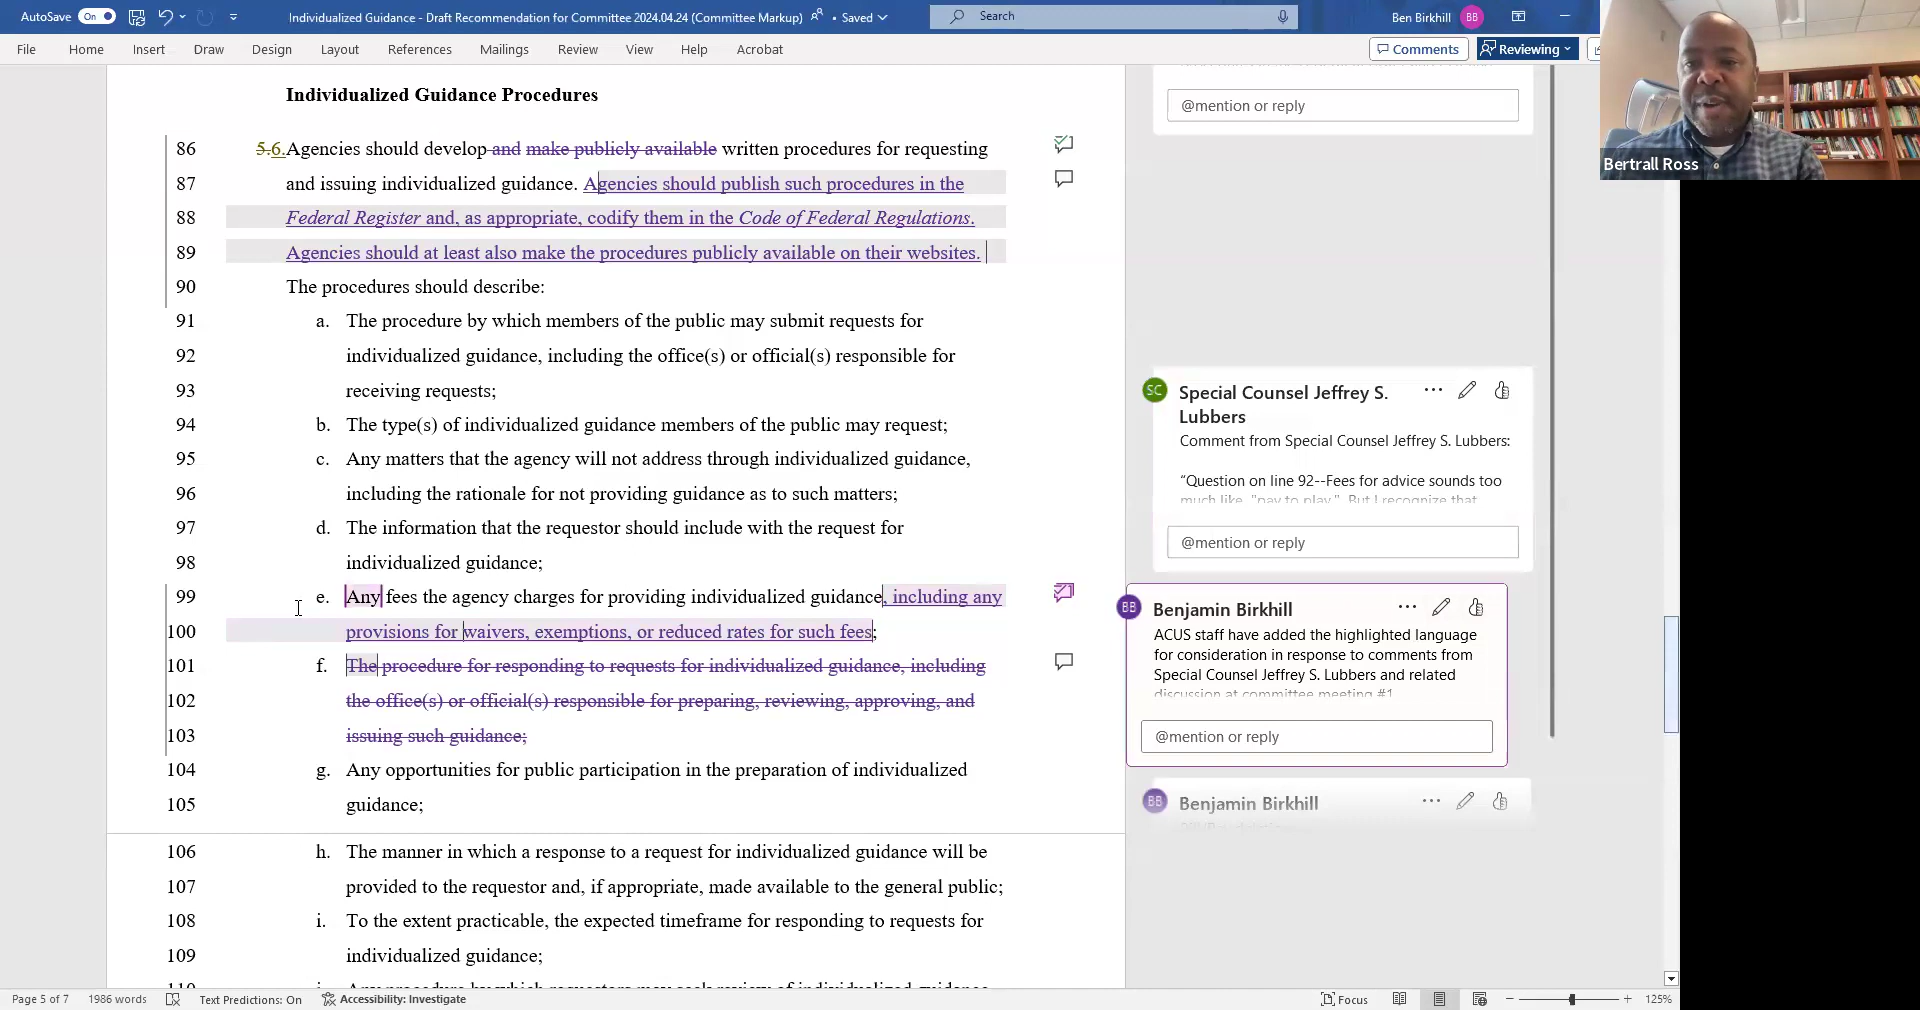 AutoSave On Individualized Guidance - Draft Recommendation for Committee 2024.04.24 (Committee Markup) • Saved Search Ben Birkhill BB
File Home Insert Draw Design Layout References Mailings Review View Help Acrobat Comments Reviewing
Individualized Guidance Procedures
86 5.6. Agencies should develop and make publicly available written procedures for requesting
87 and issuing individualized guidance. Agencies should publish such procedures in the
88 Federal Register and, as appropriate, codify them in the Code of Federal Regulations.
89 Agencies should at least also make the procedures publicly available on their websites.
90 The procedures should describe:
91 a. The procedure by which members of the public may submit requests for
92 individualized guidance, including the office(s) or official(s) responsible for
93 receiving requests;
94 b. The type(s) of individualized guidance members of the public may request;
95 c. Any matters that the agency will not address through individualized guidance,
96 including the rationale for not providing guidance as to such matters;
97 d. The information that the requestor should include with the request for
98 individualized guidance;
99 e. Any fees the agency charges for providing individualized guidance, including any
100 provisions for waivers, exemptions, or reduced rates for such fees;
101 f. The procedure for responding to requests for individualized guidance, including
102 the office(s) or official(s) responsible for preparing, reviewing, approving, and
103 issuing such guidance;
104 g. Any opportunities for public participation in the preparation of individualized
105 guidance;
106 h. The manner in which a response to a request for individualized guidance will be
107 provided to the requestor and, if appropriate, made available to the general public;
108 i. To the extent practicable, the expected timeframe for responding to requests for
109 individualized guidance;
@mention or reply
SC Special Counsel Jeffrey S.
Lubbers
Comment from Special Counsel Jeffrey S. Lubbers:
“Question on line 92--Fees for advice sounds too
much like, "pay to play". But I recognize that
@mention or reply
BB Benjamin Birkhill
ACUS staff have added the highlighted language
for consideration in response to comments from
Special Counsel Jeffrey S. Lubbers and related
discussion at committee meeting #1
@mention or reply
BB Benjamin Birkhill
Bertrall Ross
Page 5 of 7 1986 words Text Predictions: On Accessibility: Investigate Focus 125%